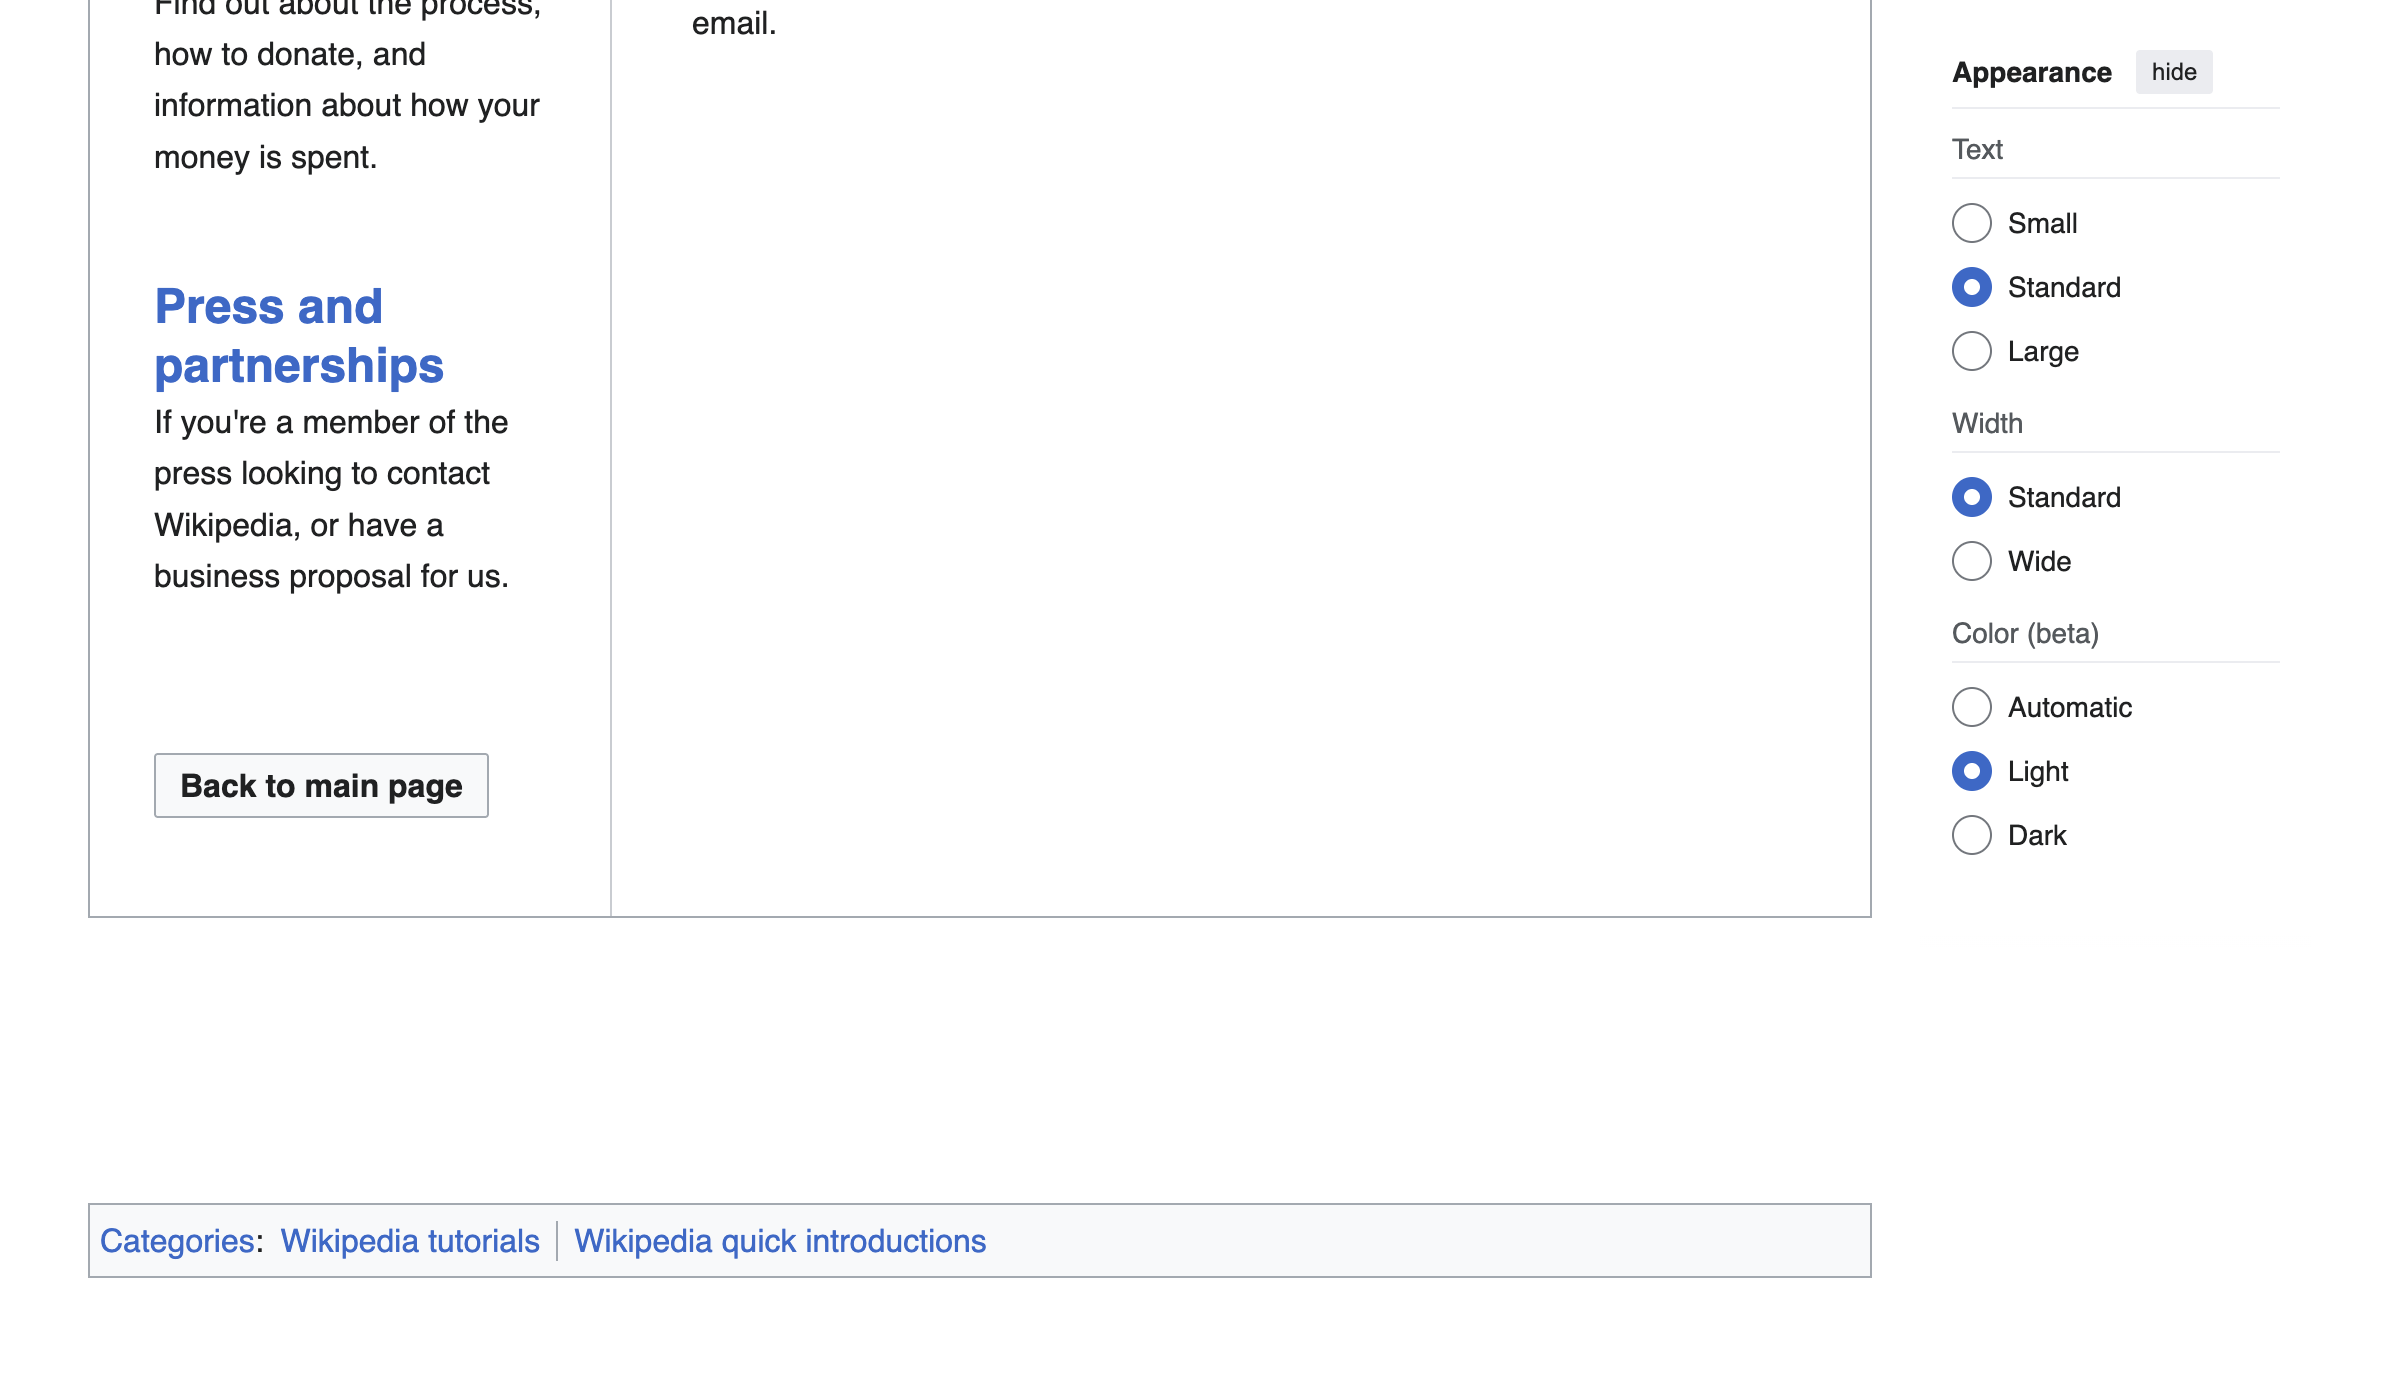 Find out about the process,
how to donate, and
information about how your
money is spent.
Press and
partnerships
If you're a member of the
press looking to contact
Wikipedia, or have a
business proposal for us.
Back to main page
email.
Appearance hide
Text
Small
Standard
Large
Width
Standard
Wide
Color (beta)
Automatic
Light
Dark
Categories: Wikipedia tutorials | Wikipedia quick introductions